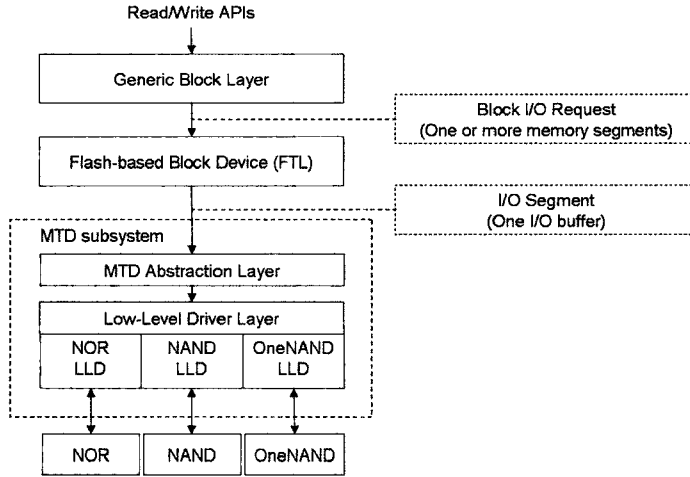 Read/Write APIs
Generic Block Layer
Block I/O Request
(One or more memory segments)
Flash-based Block Device (FTL)
I/O Segment
(One I/O buffer)
MTD subsystem
MTD Abstraction Layer
Low-Level Driver Layer
NOR
LLD
NAND
LLD
OneNAND
LLD
NOR
NAND
OneNAND